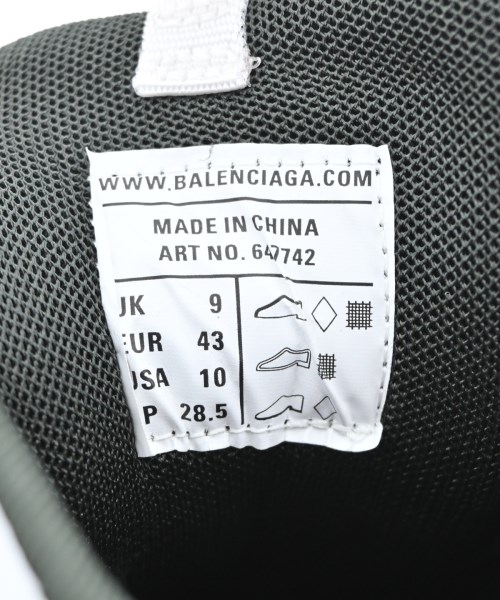 WWW.BALENCIAGA.COM
MADE IN CHINA
ART NO. 647742
UK 9
EUR 43
USA 10
P 28.5